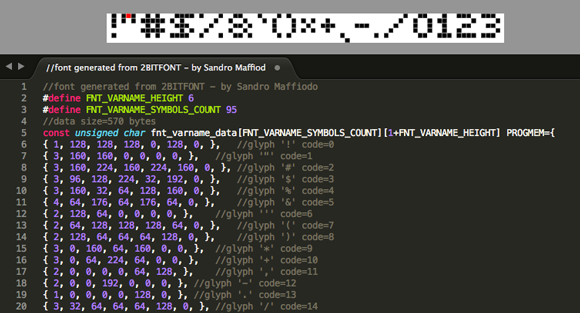 //font generated from 2BITFONT - by Sandro Maffiod
1 //font generated from 2BITFONT - by Sandro Maffiodo
2 #define FNT_VARNAME_HEIGHT 6
3 #define FNT_VARNAME_SYMBOLS_COUNT 95
4 //data size=570 bytes
5 const unsigned char fnt_varname_data[FNT_VARNAME_SYMBOLS_COUNT][1+FNT_VARNAME_HEIGHT] PROGMEM={
6 { 1, 128, 128, 128, 0, 128, 0, }, //glyph '!' code=0
7 { 3, 160, 160, 0, 0, 0, 0, }, //glyph '"' code=1
8 { 3, 160, 224, 160, 224, 160, 0, }, //glyph '#' code=2
9 { 3, 96, 128, 224, 32, 192, 0, }, //glyph '$' code=3
10 { 3, 160, 32, 64, 128, 160, 0, }, //glyph '%' code=4
11 { 4, 64, 176, 64, 176, 64, 0, }, //glyph '&' code=5
12 { 2, 128, 64, 0, 0, 0, 0, }, //glyph ''' code=6
13 { 2, 64, 128, 128, 128, 64, 0, }, //glyph '(' code=7
14 { 2, 128, 64, 64, 64, 128, 0, }, //glyph ')' code=8
15 { 3, 0, 160, 64, 160, 0, 0, }, //glyph '*' code=9
16 { 3, 0, 64, 224, 64, 0, 0, }, //glyph '+' code=10
17 { 2, 0, 0, 0, 0, 64, 128, }, //glyph ',' code=11
18 { 2, 0, 0, 192, 0, 0, 0, }, //glyph '-' code=12
19 { 1, 0, 0, 0, 0, 128, 0, }, //glyph '.' code=13
20 { 3, 32, 64, 64, 64, 128, 0, }, //glyph '/' code=14